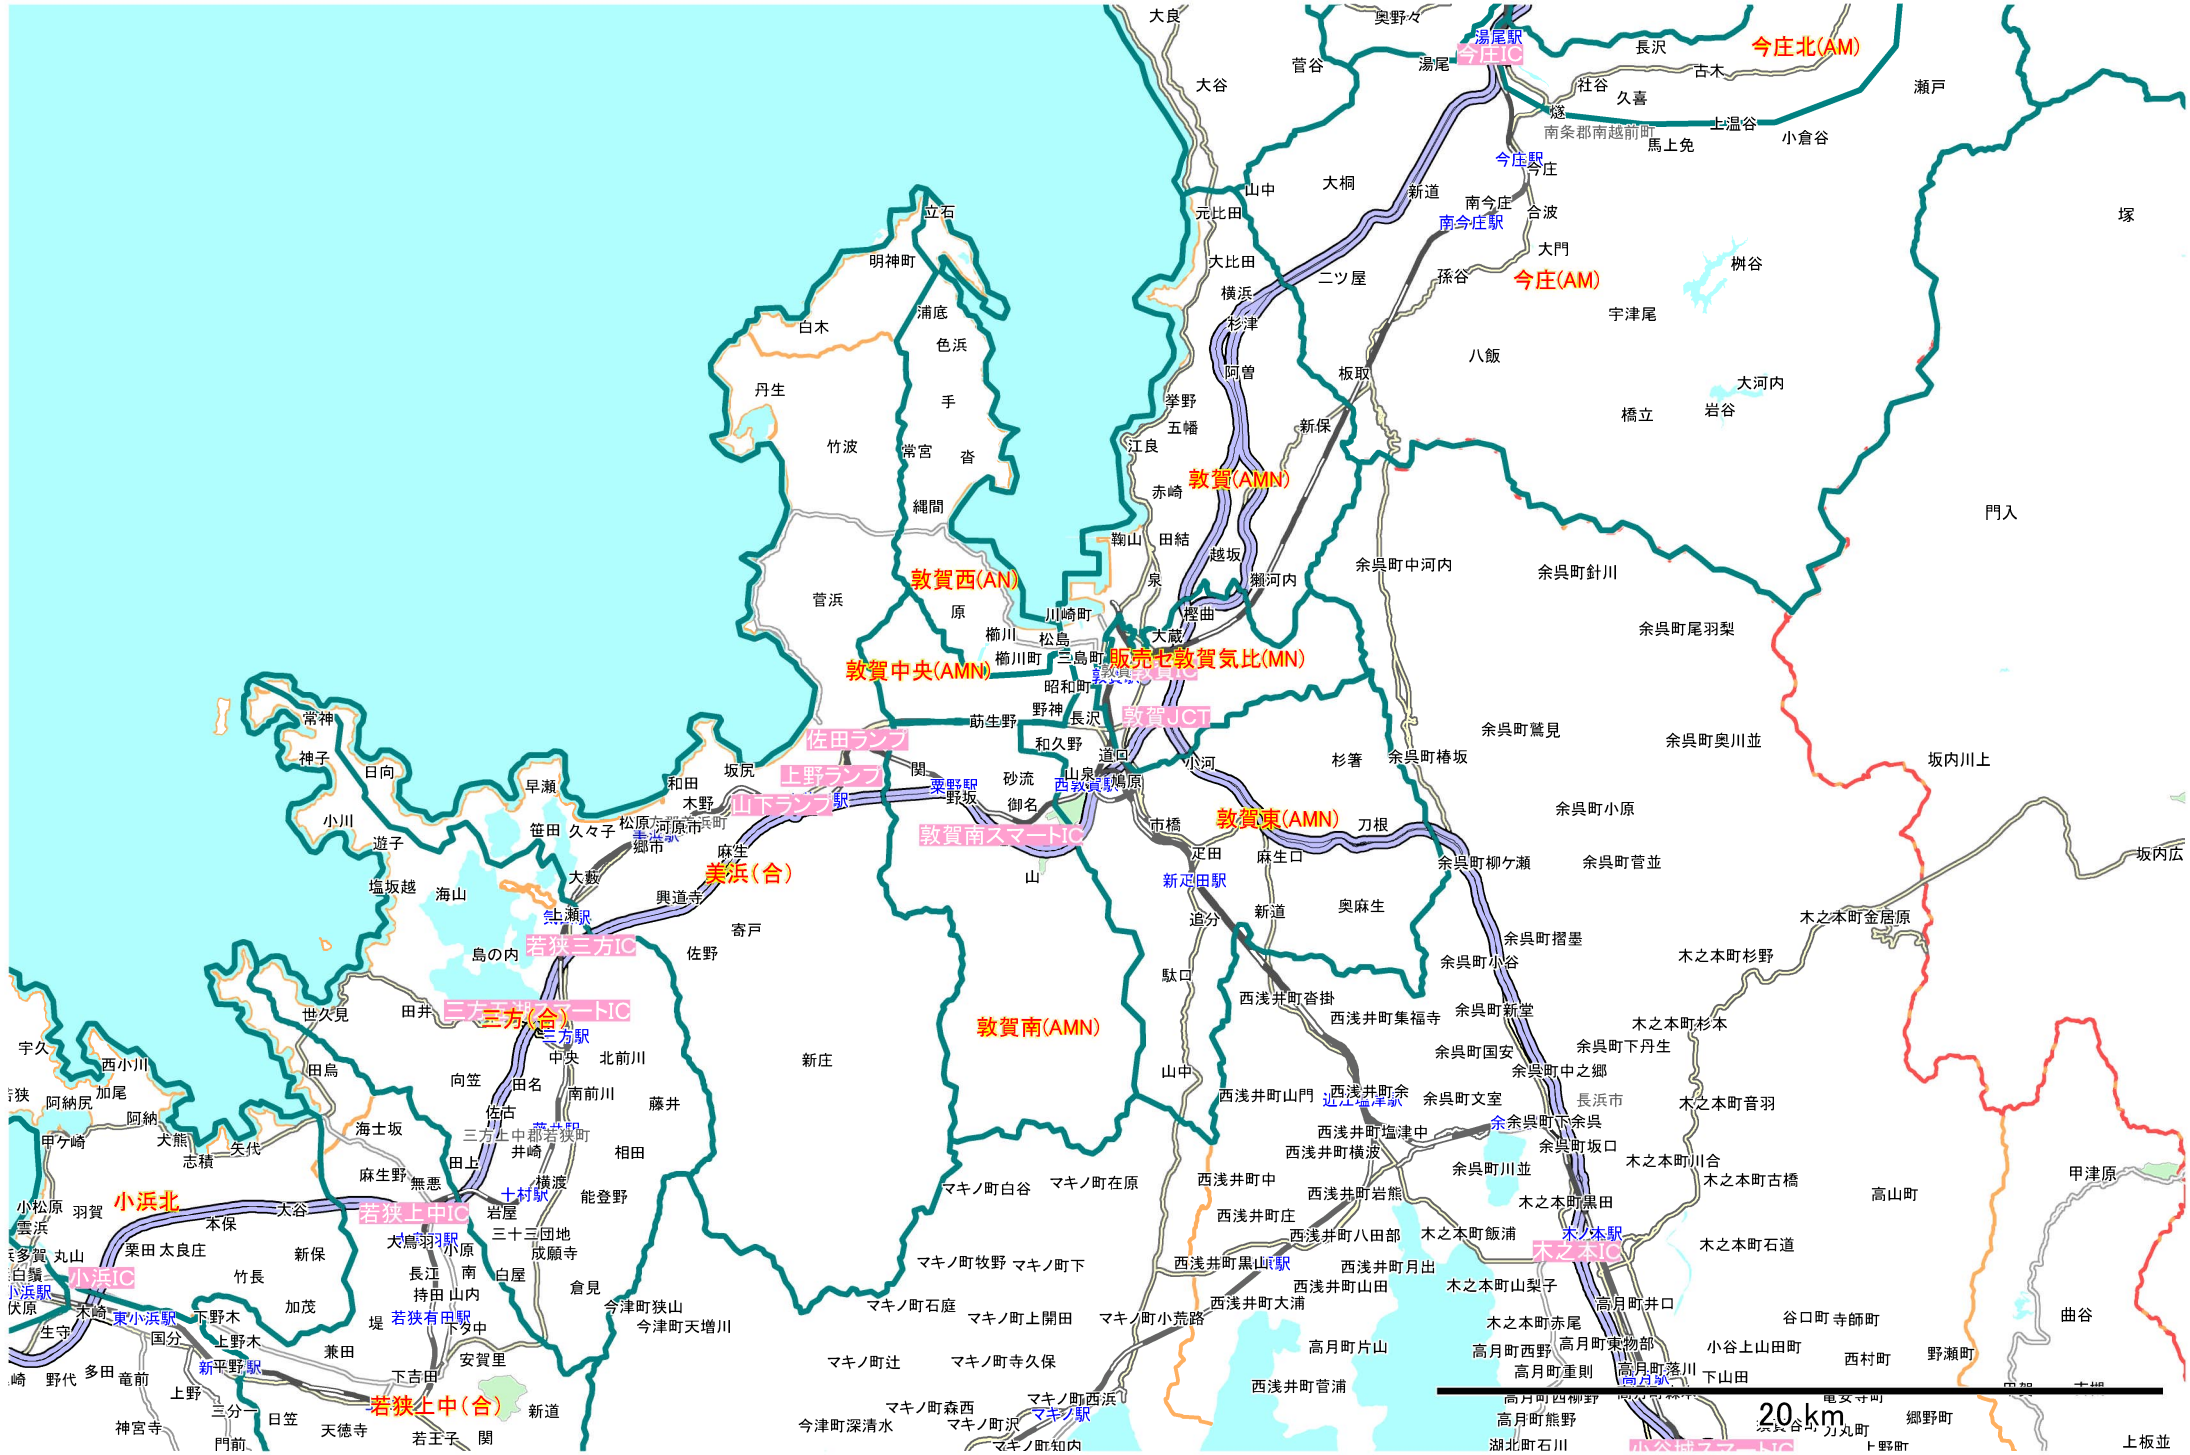 大良
奥野々
湯尾駅
今庄IC
長沢
今庄北(AM)
菅谷
湯尾
古木
大谷
社谷
久喜
瀬戸
燧
上温谷
南条郡南越前町
馬上免
小倉谷
今庄駅
今庄
山中
大桐
新道
南今庄
合波
塚
立石
元比田
南今庄駅
大門
明神町
大比田
二ツ屋
孫谷
今庄(AM)
桝谷
横浜
浦底
白木
杉津
宇津尾
色浜
八飯
阿曽
板取
丹生
大河内
手
挙野
岩谷
橋立
五幡
新保
竹波
常宮
沓
江良
敦賀(AMN)
赤崎
縄間
門入
鞠山
田結
越坂
余呉町中河内
余呉町針川
敦賀西(AN)
泉
獺河内
菅浜
原
川崎町
樫曲
櫛川
松島
大蔵
余呉町尾羽梨
櫛川町
三島町
販売セ敦賀気比(MN)
敦賀中央(AMN)
敦賀IC
昭和町
野神
長沢
敦賀JCT
莇生野
余呉町鷲見
佐田ランプ
和久野
余呉町奥川並
道口
杉箸
余呉町椿坂
坂内川上
常神
神子
日向
坂尻
上野ランプ
関
砂流
山泉
小河
早瀬
和田
粟野駅
野坂
西敦賀駅
鳩原
木野
山下ランプ
御名
余呉町小原
小川
笹田
久々子
松原
河原市
敦賀南スマートIC
市橋
敦賀東(AMN)
刀根
遊子
郷市
麻生
疋田
麻生口
余呉町柳ケ瀬
余呉町菅並
坂内広
塩坂越
海山
大藪
美浜(合)
山
新疋田駅
興道寺
上瀬
追分
新道
奥麻生
木之本町金居原
寄戸
若狭三方IC
余呉町摺墨
島の内
佐野
余呉町小谷
木之本町杉野
駄口
西浅井町沓掛
世久見
田井
三方五湖スマートIC
三方(合)
余呉町新堂
西浅井町集福寺
敦賀南(AMN)
木之本町杉本
三方駅
宇久
西小川
中央
北前川
新庄
余呉町国安
余呉町下丹生
田烏
向笠
田名
山中
余呉町中之郷
加尾
阿納尻
南前川
西浅井町山門
西浅井町余
近江塩津駅
余呉町文室
長浜市
木之本町音羽
阿納
佐古
藤井
海士坂
三方上中郡若狭町
余呉町下余呉
甲ケ崎
犬熊
矢代
志積
井崎
相田
西浅井町塩津中
西浅井町横波
余呉町坂口
田上
余呉町川並
木之本町川合
麻生野
無悪
横渡
西浅井町中
木之本町古橋
甲津原
十村駅
能登野
マキノ町白谷
マキノ町在原
西浅井町岩熊
高山町
小浜北
小松原
羽賀
大谷
若狭上中IC
岩屋
西浅井町庄
木之本町黒田
雲浜
本保
三十三団地
西浅井町八田部
木之本町飯浦
木ノ本駅
栗田
太良庄
大鳥羽
小原
成願寺
木之本町石道
丸山
新保
マキノ町牧野
マキノ町下
西浅井町黒山
西浅井町月出
木之本IC
白鬚
小浜IC
竹長
長江
南
白屋
倉見
西浅井町山田
木之本町山梨子
小浜駅
伏原
加茂
持田
山内
今津町狭山
マキノ町石庭
西浅井町大浦
高月町井口
木崎
東小浜駅
下野木
堤
若狭有田駅
下タ中
今津町天増川
マキノ町上開田
マキノ町小荒路
木之本町赤尾
谷口町
寺師町
曲谷
生守
国分
上野木
兼田
安賀里
高月町片山
高月町西野
高月町東物部
小谷上山田町
マキノ町辻
マキノ町寺久保
西村町
野瀬町
野代
多田
竜前
平野
下吉田
高月町重則
高月町落川
下山田
上野
西浅井町菅浦
高月駅
三分一
日笠
若狭上中(合)
新道
マキノ町森西
マキノ町西浜
高月町西柳野
神宮寺
天徳寺
若王子
関
今津町深清水
マキノ町沢
マキノ駅
高月町熊野
20 km
郷野町
門前
マキノ町知内
湖北町石川
小谷城スマートIC
上野町
上板並